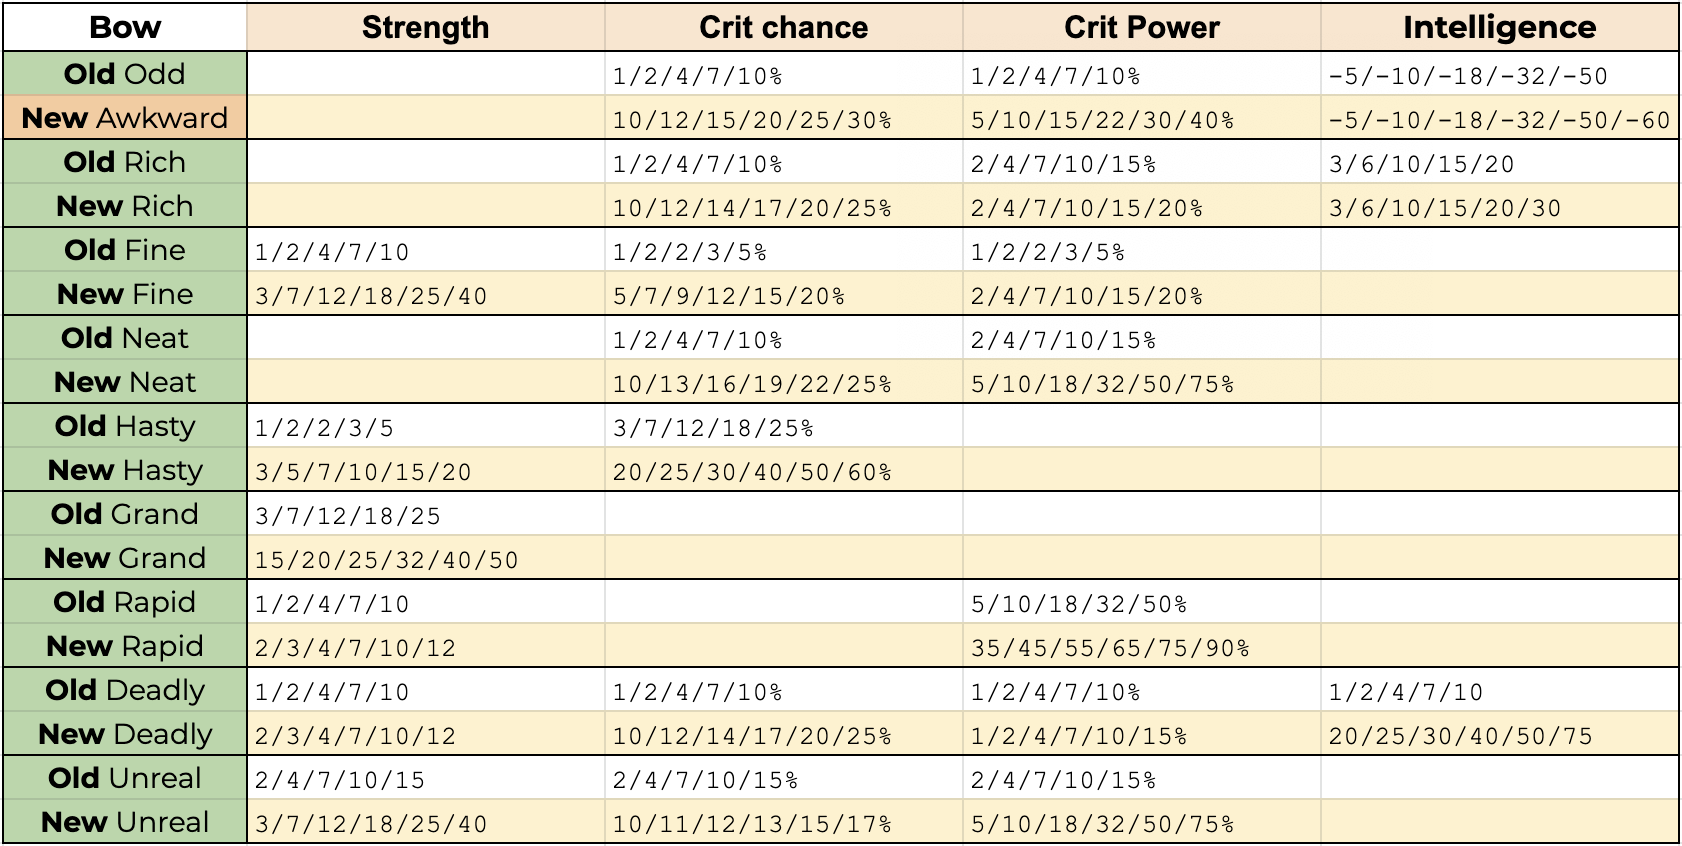 Bow Strength Crit chance Crit Power Intelligence
Old Odd 1/2/4/7/10% 1/2/4/7/10% -5/-10/-18/-32/-50
New Awkward 10/12/15/20/25/30% 5/10/15/22/30/40% -5/-10/-18/-32/-50/-60
Old Rich 1/2/4/7/10% 2/4/7/10/15% 3/6/10/15/20
New Rich 10/12/14/17/20/25% 2/4/7/10/15/20% 3/6/10/15/20/30
Old Fine 1/2/4/7/10 1/2/2/3/5% 1/2/2/3/5%
New Fine 3/7/12/18/25/40 5/7/9/12/15/20% 2/4/7/10/15/20%
Old Neat 1/2/4/7/10% 2/4/7/10/15%
New Neat 10/13/16/19/22/25% 5/10/18/32/50/75%
Old Hasty 1/2/2/3/5 3/7/12/18/25%
New Hasty 3/5/7/10/15/20 20/25/30/40/50/60%
Old Grand 3/7/12/18/25
New Grand 15/20/25/32/40/50
Old Rapid 1/2/4/7/10 5/10/18/32/50%
New Rapid 2/3/4/7/10/12 35/45/55/65/75/90%
Old Deadly 1/2/4/7/10 1/2/4/7/10% 1/2/4/7/10% 1/2/4/7/10
New Deadly 2/3/4/7/10/12 10/12/14/17/20/25% 1/2/4/7/10/15% 20/25/30/40/50/75
Old Unreal 2/4/7/10/15 2/4/7/10/15% 2/4/7/10/15%
New Unreal 3/7/12/18/25/40 10/11/12/13/15/17% 5/10/18/32/50/75%